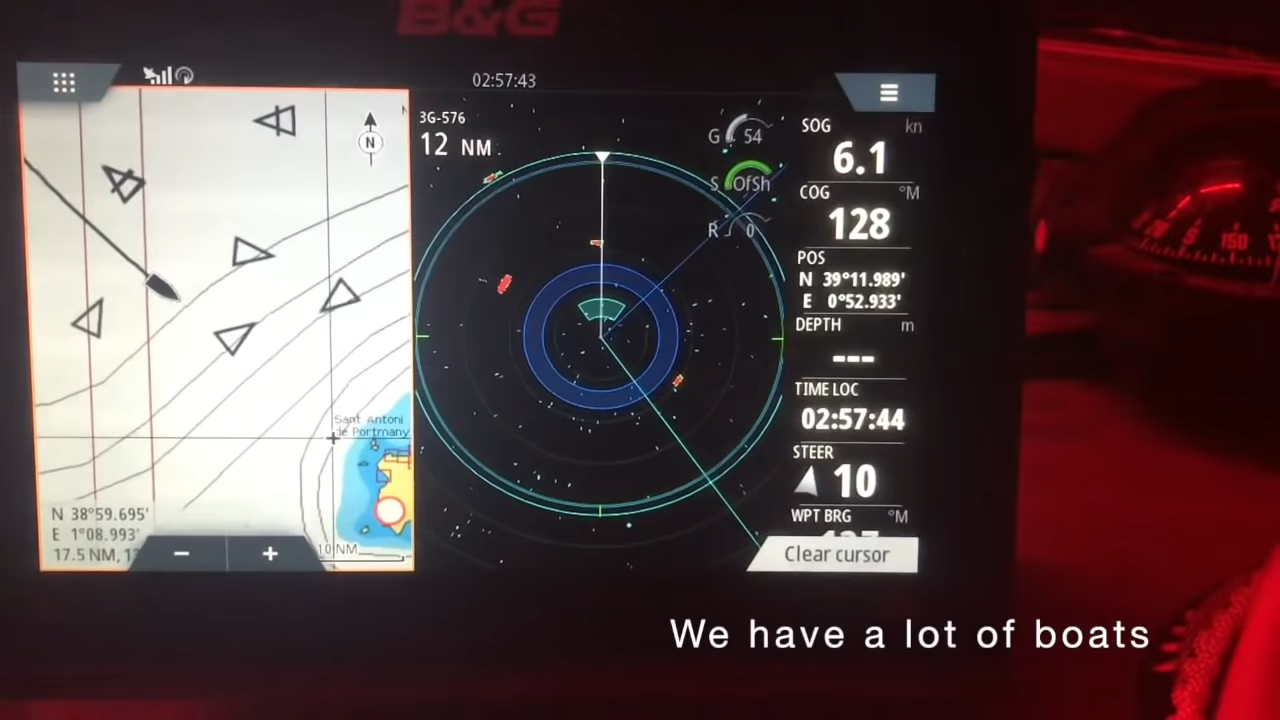 B&G
02:57:43
N
3G-576
12 NM
G 54
S OfSh
R 0
Sant Antoni
de Portmany
N 38°59.695'
E 1°08.993'
17.5 NM,
10 NM
− +
SOG kn
6.1
COG °M
128
POS
N 39°11.989'
E 0°52.933'
DEPTH m
---
TIME LOC
02:57:44
STEER
10
WPT BRG °M
Clear cursor
150
We have a lot of boats